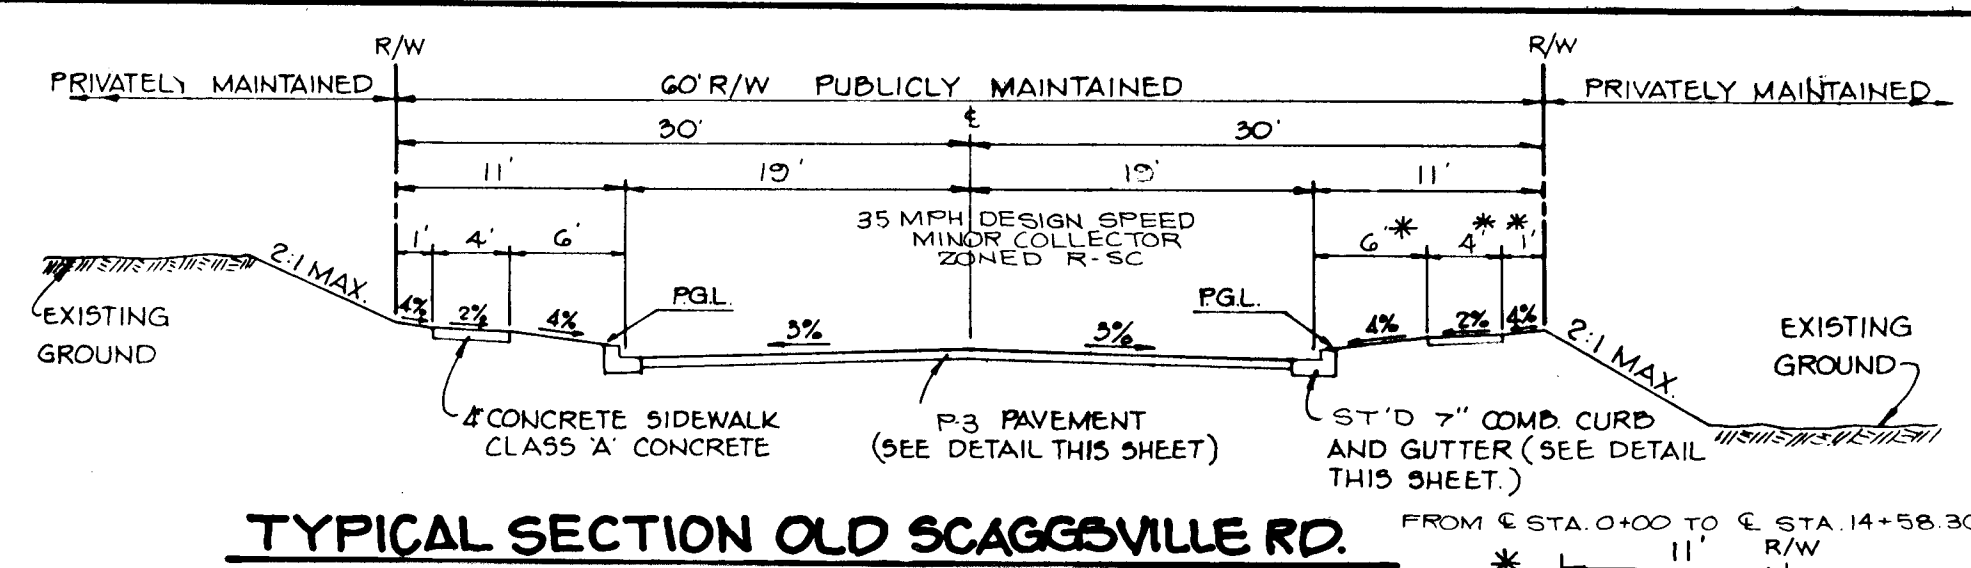 R/W R/W
PRIVATELY MAINTAINED 60' R/W PUBLICLY MAINTAINED PRIVATELY MAINTAINED
℄
30' 30'
11' 19' 19' 11'
35 MPH DESIGN SPEED
MINOR COLLECTOR
ZONED R-SC
1' 4' 6' 6'* 4'* *1'
2:1 MAX. 4% 2% 4% P.G.L. 3% 3% P.G.L. 4% 2% 4% 2:1 MAX.
EXISTING
GROUND
EXISTING
GROUND
4" CONCRETE SIDEWALK
CLASS 'A' CONCRETE
P-3 PAVEMENT
(SEE DETAIL THIS SHEET)
ST'D 7" COMB. CURB
AND GUTTER (SEE DETAIL
THIS SHEET.)
TYPICAL SECTION OLD SCAGGSVILLE RD.
FROM ℄ STA. 0+00 TO ℄ STA. 14+58.30
* 11' R/W